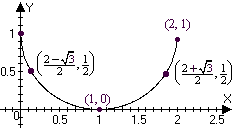 Y
(2, 1)
1
(2-√3/2, 1/2)
0.5
(1, 0)
(2+√3/2, 1/2)
X
0.5 1 1.5 2 2.5